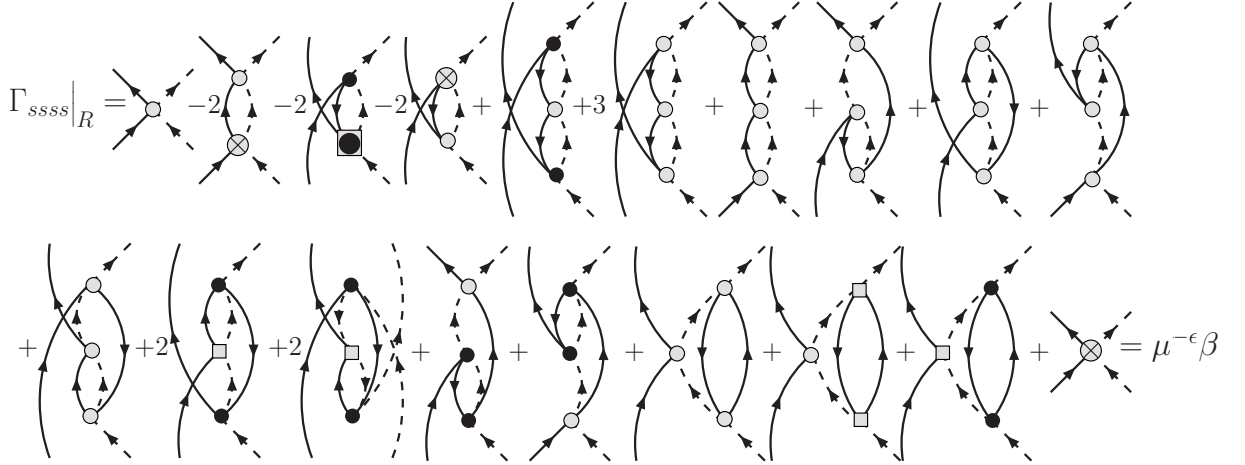 Γ_{ssss}|_R = −2 −2 −2 + +3 + + + +
+ +2 +2 + + + + + + = μ^{−ϵ}β